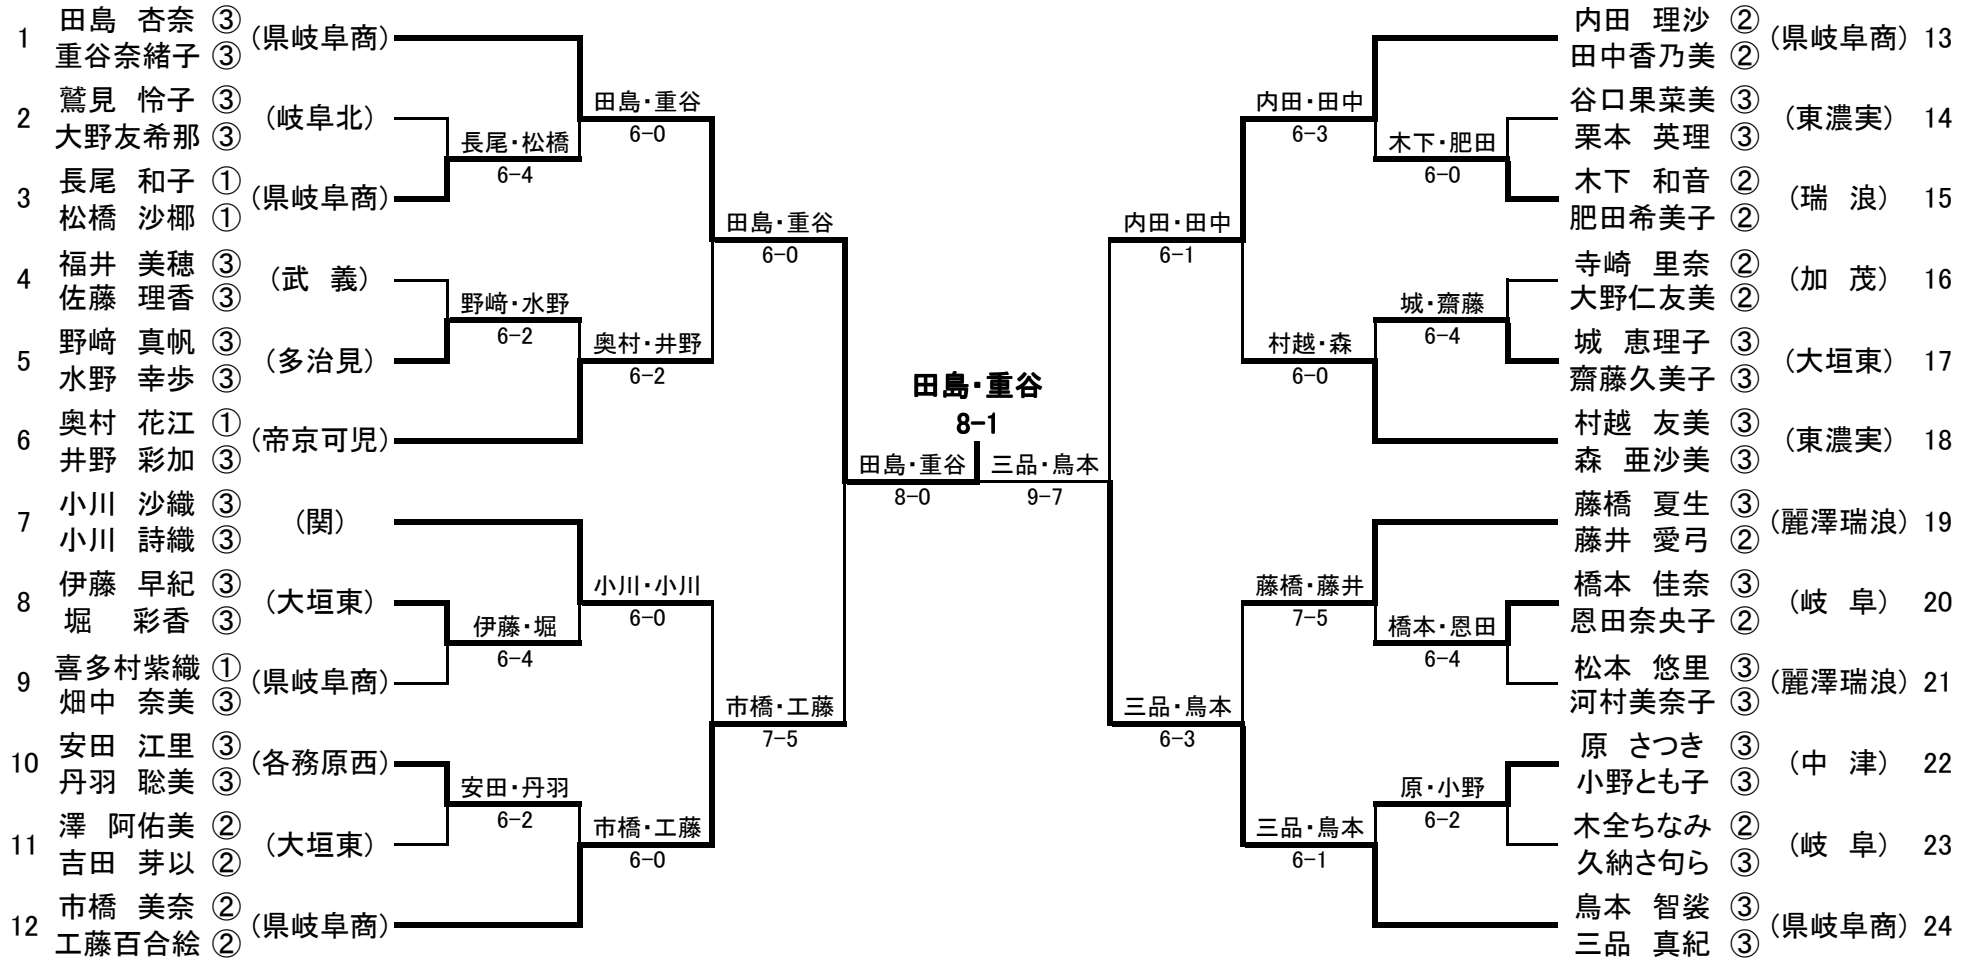 1 田島 杏奈 ③ (県岐阜商)
重谷奈緒子 ③
2 鷲見 怜子 ③ (岐阜北)
大野友希那 ③
3 長尾 和子 ① (県岐阜商)
松橋 沙椰 ①
4 福井 美穂 ③ (武 義)
佐藤 理香 ③
5 野﨑 真帆 ③ (多治見)
水野 幸歩 ③
6 奥村 花江 ① (帝京可児)
井野 彩加 ③
7 小川 沙織 ③ (関)
小川 詩織 ③
8 伊藤 早紀 ③ (大垣東)
堀 彩香 ③
9 喜多村紫織 ① (県岐阜商)
畑中 奈美 ③
10 安田 江里 ③ (各務原西)
丹羽 聡美 ③
11 澤 阿佑美 ② (大垣東)
吉田 芽以 ②
12 市橋 美奈 ② (県岐阜商)
工藤百合絵 ②
長尾・松橋
6-4
野﨑・水野
6-2
伊藤・堀
6-4
安田・丹羽
6-2
田島・重谷
6-0
奥村・井野
6-2
小川・小川
6-0
市橋・工藤
6-0
田島・重谷
6-0
市橋・工藤
7-5
田島・重谷
8-0
田島・重谷
8-1
三品・鳥本
9-7
内田・田中
6-1
三品・鳥本
6-3
内田・田中
6-3
村越・森
6-0
藤橋・藤井
7-5
三品・鳥本
6-1
木下・肥田
6-0
城・齋藤
6-4
橋本・恩田
6-4
原・小野
6-2
内田 理沙 ② (県岐阜商) 13
田中香乃美 ②
谷口果菜美 ③ (東濃実) 14
栗本 英理 ③
木下 和音 ② (瑞 浪) 15
肥田希美子 ②
寺崎 里奈 ② (加 茂) 16
大野仁友美 ②
城 恵理子 ③ (大垣東) 17
齋藤久美子 ③
村越 友美 ③ (東濃実) 18
森 亜沙美 ③
藤橋 夏生 ③ (麗澤瑞浪) 19
藤井 愛弓 ②
橋本 佳奈 ③ (岐 阜) 20
恩田奈央子 ②
松本 悠里 ③ (麗澤瑞浪) 21
河村美奈子 ③
原 さつき ③ (中 津) 22
小野とも子 ③
木全ちなみ ② (岐 阜) 23
久納さ句ら ③
鳥本 智裟 ③ (県岐阜商) 24
三品 真紀 ③